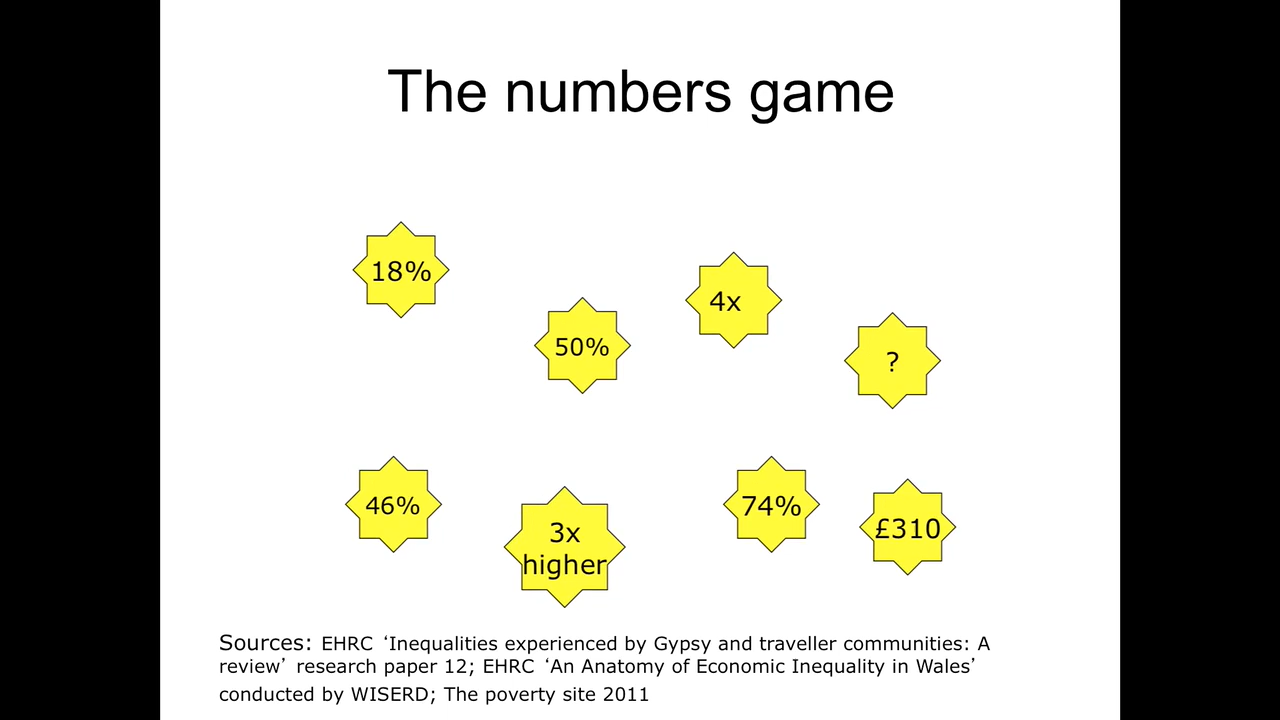 The numbers game
18%
4x
50%
?
46%
74%
£310
3x
higher
Sources: EHRC ‘Inequalities experienced by Gypsy and traveller communities: A
review’ research paper 12; EHRC ‘An Anatomy of Economic Inequality in Wales’
conducted by WISERD; The poverty site 2011